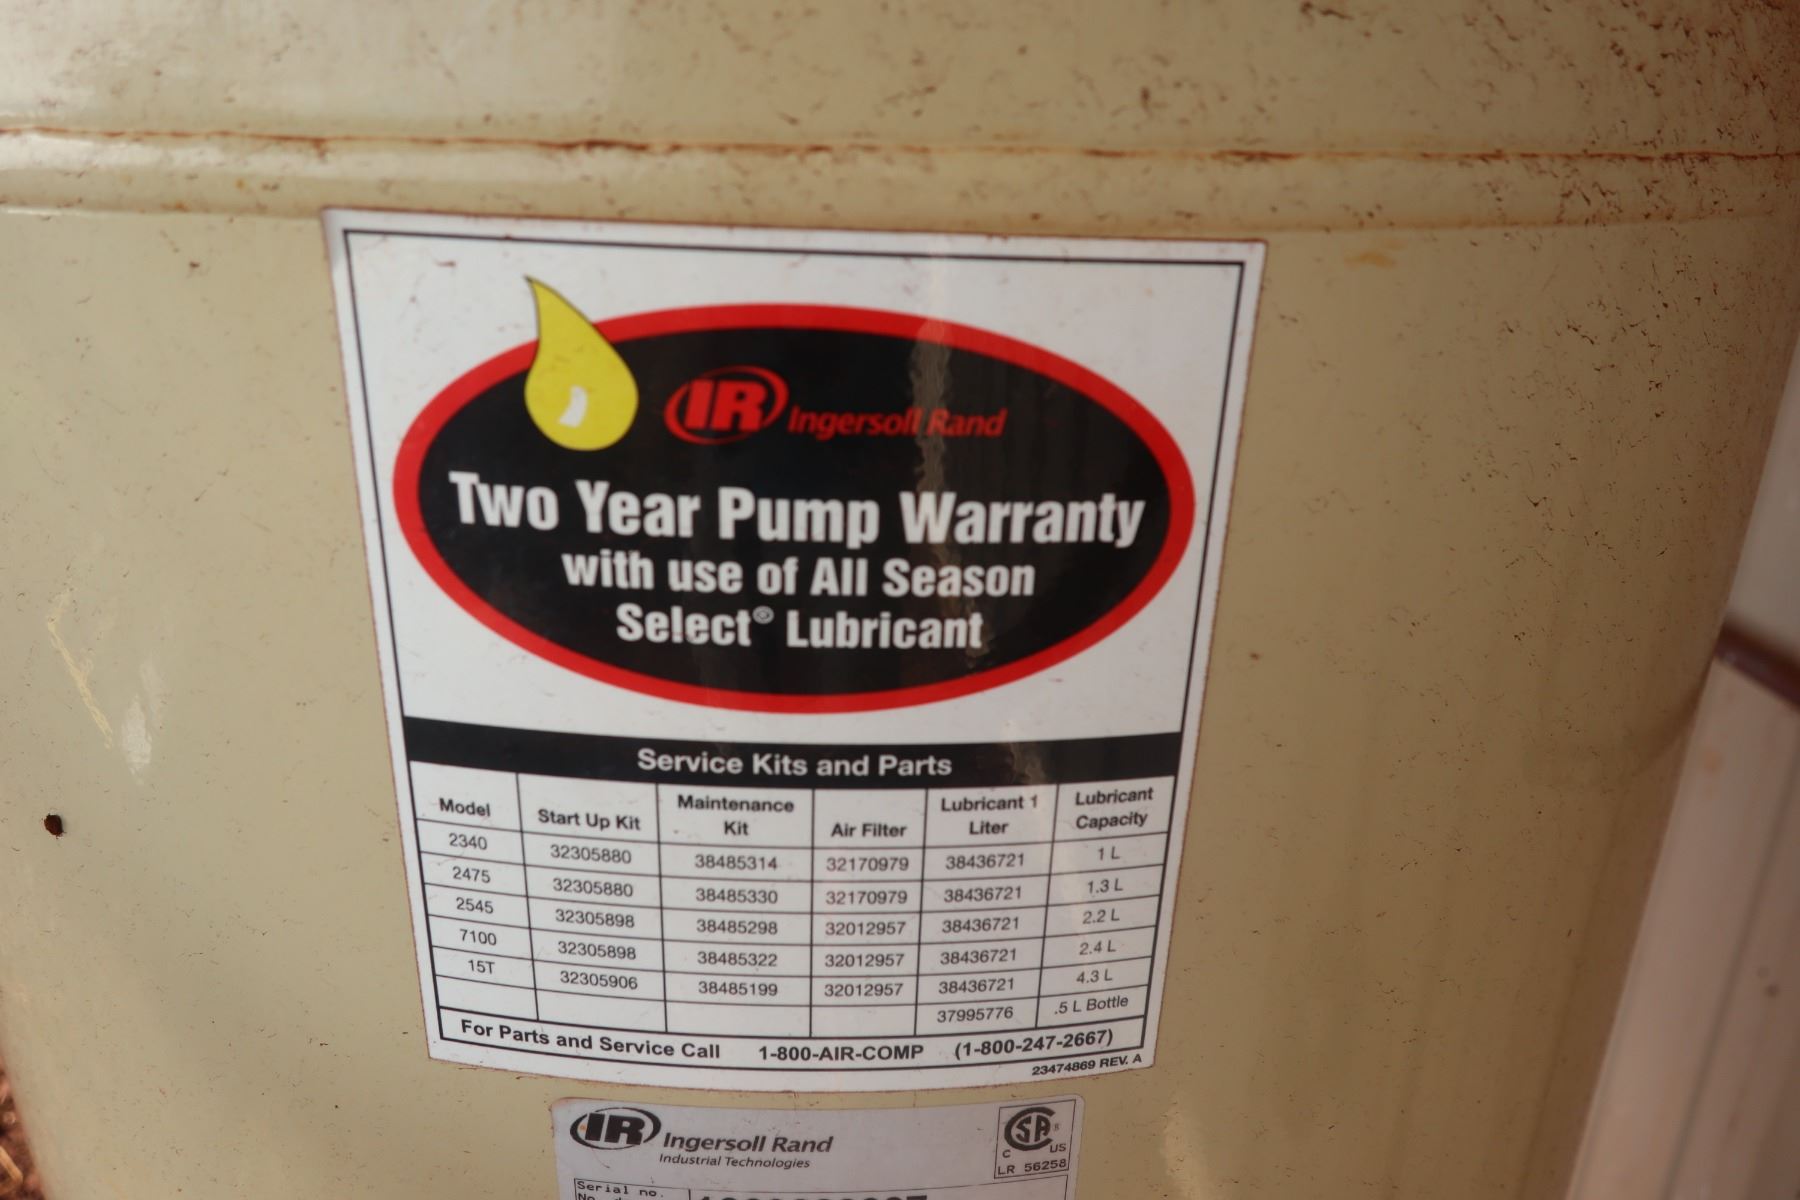 IR Ingersoll Rand
Two Year Pump Warranty
with use of All Season
Select® Lubricant
Service Kits and Parts
Model Start Up Kit Maintenance Kit Air Filter Lubricant 1 Liter Lubricant Capacity
2340 32305880 38485314 32170979 38436721 1 L
2475 32305880 38485330 32170979 38436721 1.3 L
2545 32305898 38485298 32012957 38436721 2.2 L
7100 32305898 38485322 32012957 38436721 2.4 L
15T 32305906 38485199 32012957 38436721 4.3 L
37995776 .5 L Bottle
For Parts and Service Call 1-800-AIR-COMP (1-800-247-2667)
23474869 REV. A
IR Ingersoll Rand
Industrial Technologies
CSA®
C US
LR 56258
Serial no.